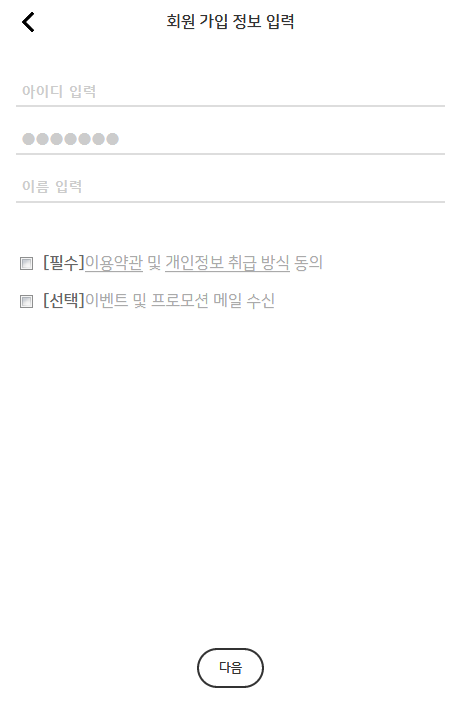 회원 가입 정보 입력
아이디 입력
●●●●●●●
이름 입력
[필수]이용약관 및 개인정보 취급 방식 동의
[선택]이벤트 및 프로모션 메일 수신
다음